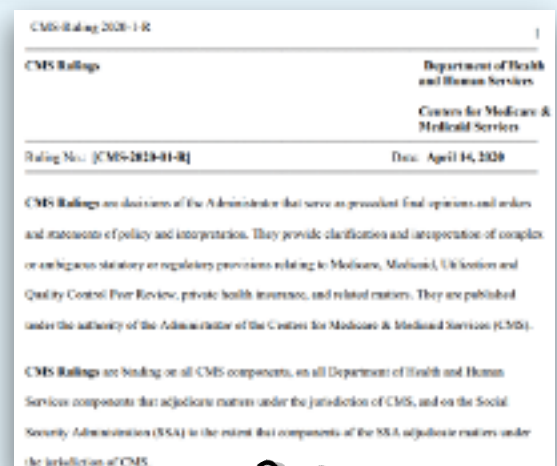 CMS-Ruling 2020-1-R
1
CMS Rulings
Department of Health
and Human Services
Centers for Medicare &
Medicaid Services
Ruling No.: [CMS-2020-01-R]
Date: April 14, 2020
CMS Rulings are decisions of the Administrator that serve as precedent final opinions and orders
and statements of policy and interpretation. They provide clarification and interpretation of complex
or ambiguous statutory or regulatory provisions relating to Medicare, Medicaid, Utilization and
Quality Control Peer Review, private health insurance, and related matters. They are published
under the authority of the Administrator of the Centers for Medicare & Medicaid Services (CMS).
CMS Rulings are binding on all CMS components, on all Department of Health and Human
Services components that adjudicate matters under the jurisdiction of CMS, and on the Social
Security Administration (SSA) to the extent that components of the SSA adjudicate matters under
the jurisdiction of CMS.